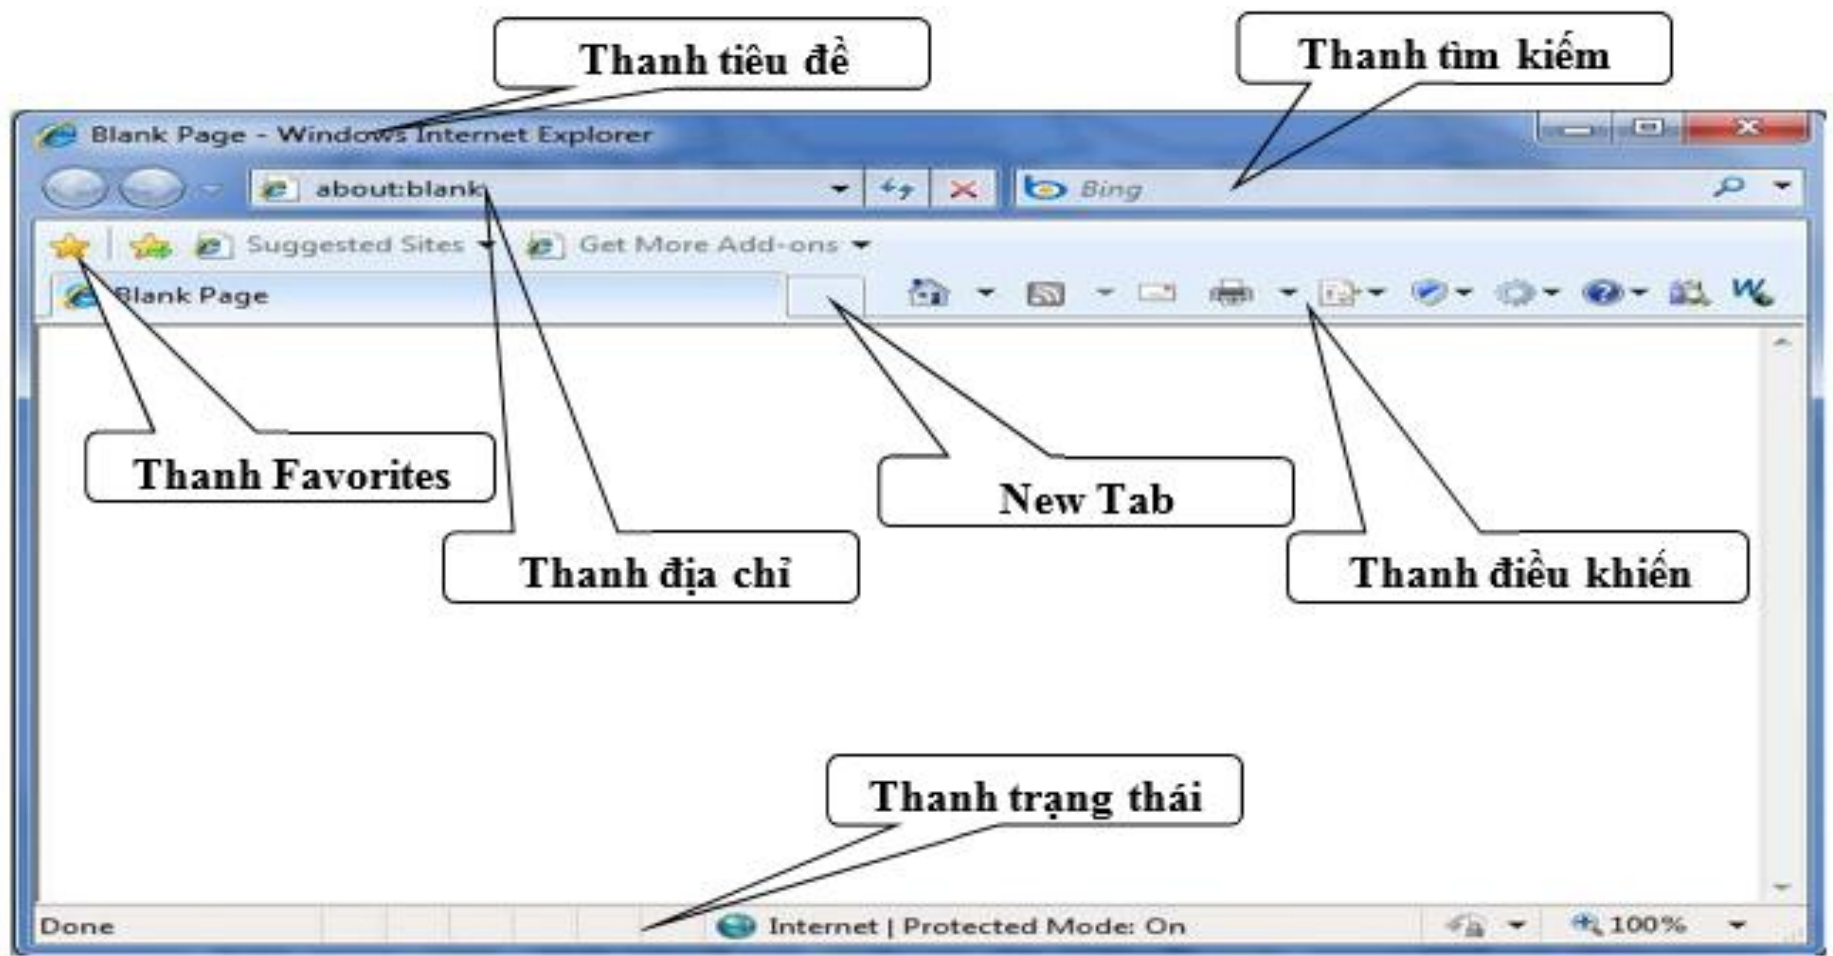 Thanh tiêu đề
Thanh tìm kiếm
Blank Page - Windows Internet Explorer
about:blank
Bing
Suggested Sites
Get More Add-ons
Blank Page
Thanh Favorites
New Tab
Thanh địa chỉ
Thanh điều khiến
Thanh trạng thái
Done
Internet | Protected Mode: On
100%